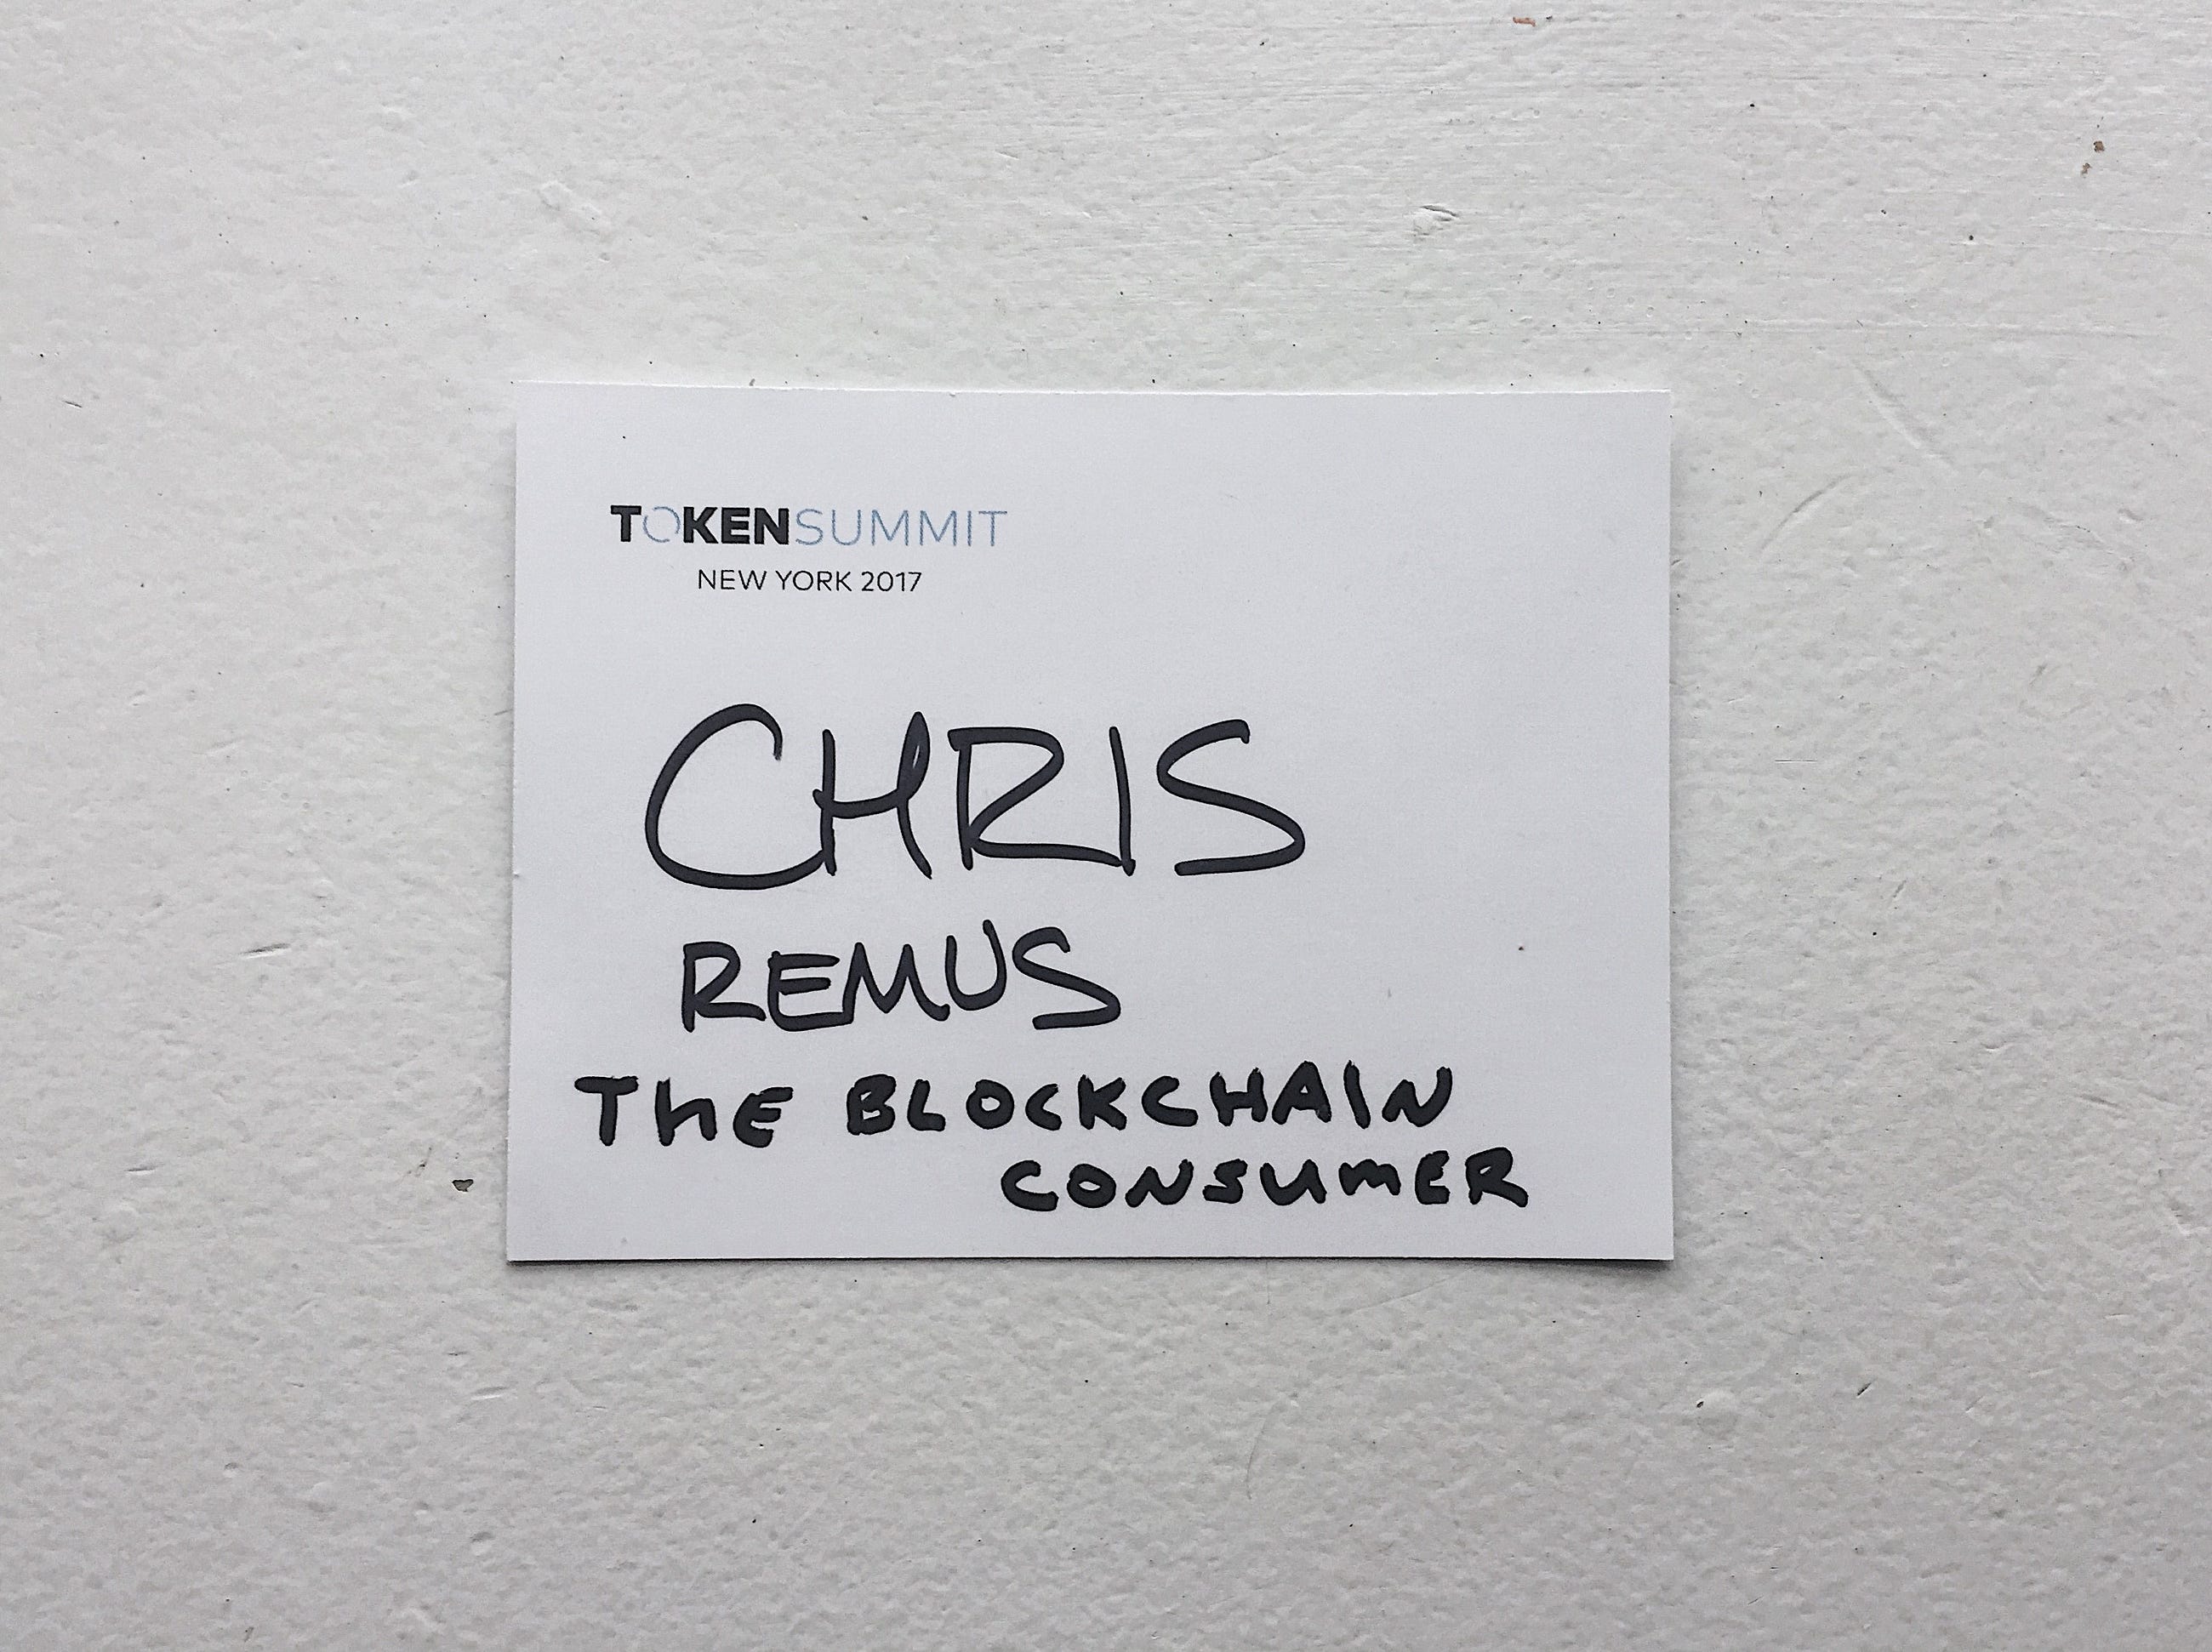 TOKENSUMMIT
NEW YORK 2017
CHRIS
REMUS
ThE BLOCKCHAIN
CONSUMER